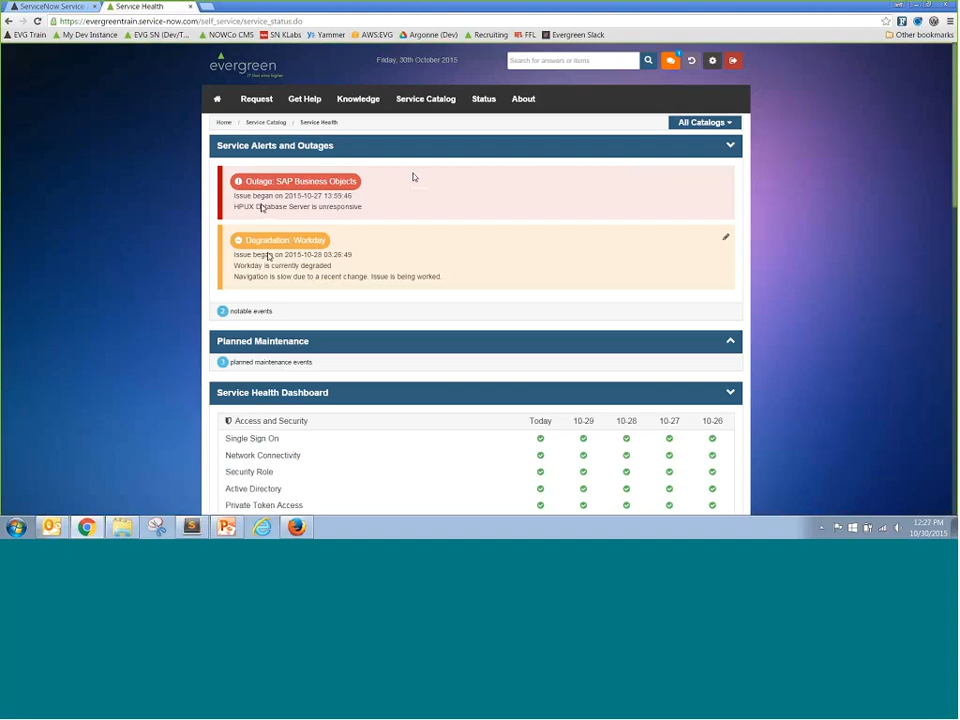 ServiceNow Service
Service Health
https://evergreentrain.service-now.com/self_service/service_status.do
EVG Train
My Dev Instance
EVG SN (Dev/T...
NOWCo CMS
SN KLabs
Yammer
AWS:EVG
Argonne (Dev)
Recruiting
FFL
Evergreen Slack
Other bookmarks
evergreen
Friday, 30th October 2015
Search for answers or items
Request Get Help Knowledge Service Catalog Status About
Home / Service Catalog / Service Health
All Catalogs
Service Alerts and Outages
Outage: SAP Business Objects
Issue began on 2015-10-27 13:59:46
HPUX Database Server is unresponsive
Degradation: Workday
Issue began on 2015-10-28 03:26:49
Workday is currently degraded
Navigation is slow due to a recent change. Issue is being worked.
2 notable events
Planned Maintenance
planned maintenance events
Service Health Dashboard
Access and Security Today 10-29 10-28 10-27 10-26
Single Sign On
Network Connectivity
Security Role
Active Directory
Private Token Access
12:27 PM
10/30/2015